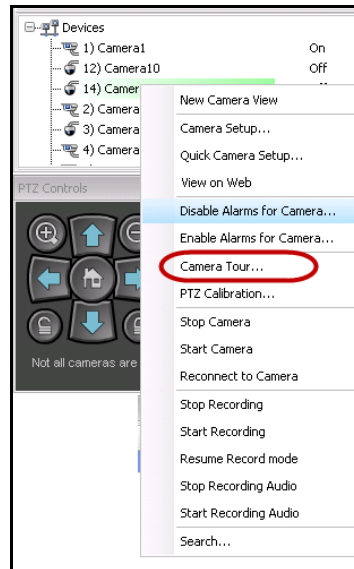 Devices
1) Camera1 On
12) Camera10 Off
14) Camer
2) Camera
3) Camera
4) Camera
PTZ Controls
Not all cameras are
New Camera View
Camera Setup...
Quick Camera Setup...
View on Web
Disable Alarms for Camera...
Enable Alarms for Camera...
Camera Tour...
PTZ Calibration...
Stop Camera
Start Camera
Reconnect to Camera
Stop Recording
Start Recording
Resume Record mode
Stop Recording Audio
Start Recording Audio
Search...